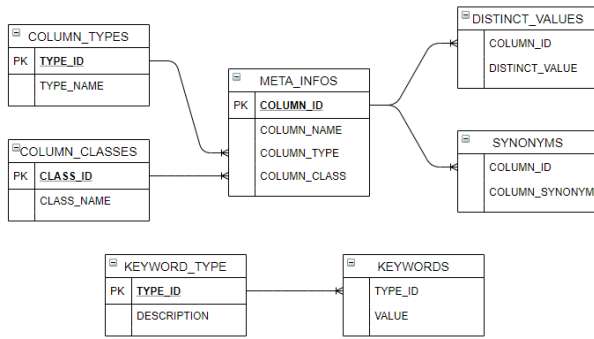 COLUMN_TYPES
PK TYPE_ID
TYPE_NAME
COLUMN_CLASSES
PK CLASS_ID
CLASS_NAME
META_INFOS
PK COLUMN_ID
COLUMN_NAME
COLUMN_TYPE
COLUMN_CLASS
DISTINCT_VALUES
COLUMN_ID
DISTINCT_VALUE
SYNONYMS
COLUMN_ID
COLUMN_SYNONYM
KEYWORD_TYPE
PK TYPE_ID
DESCRIPTION
KEYWORDS
TYPE_ID
VALUE